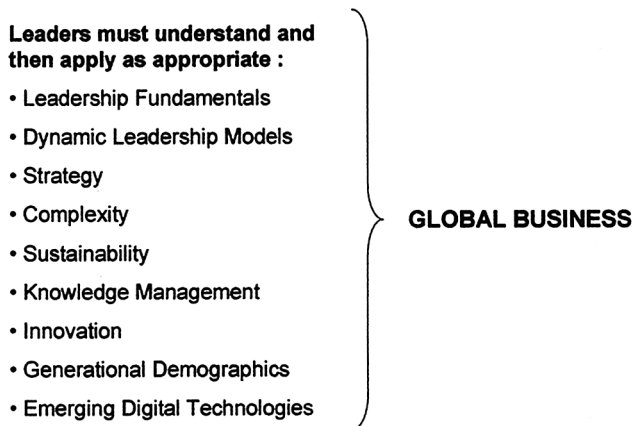 Leaders must understand and
then apply as appropriate :
• Leadership Fundamentals
• Dynamic Leadership Models
• Strategy
• Complexity
• Sustainability
• Knowledge Management
• Innovation
• Generational Demographics
• Emerging Digital Technologies
GLOBAL BUSINESS